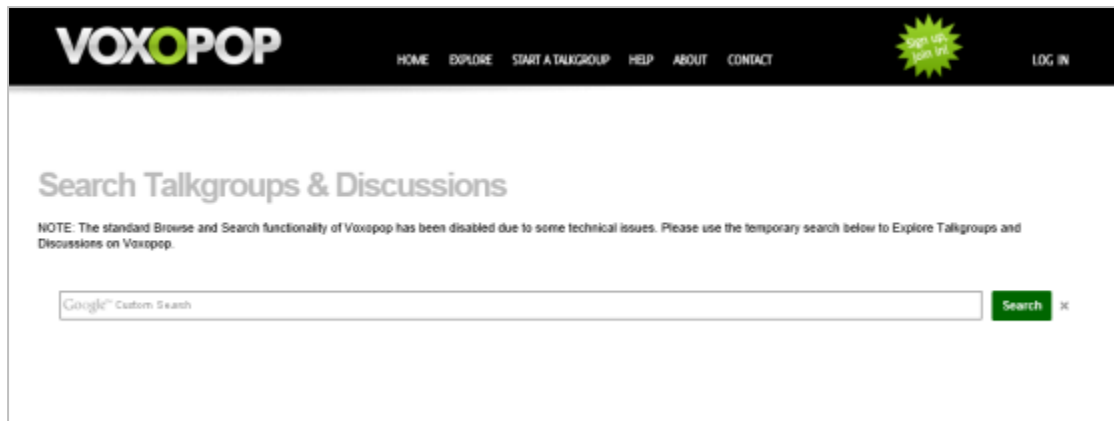 VOXOPOP
HOME EXPLORE START A TALKGROUP HELP ABOUT CONTACT
Sign up,
join in!
LOG IN
Search Talkgroups & Discussions
NOTE: The standard Browse and Search functionality of Voxopop has been disabled due to some technical issues. Please use the temporary search below to Explore Talkgroups and
Discussions on Voxopop.
Google™ Custom Search
Search ×